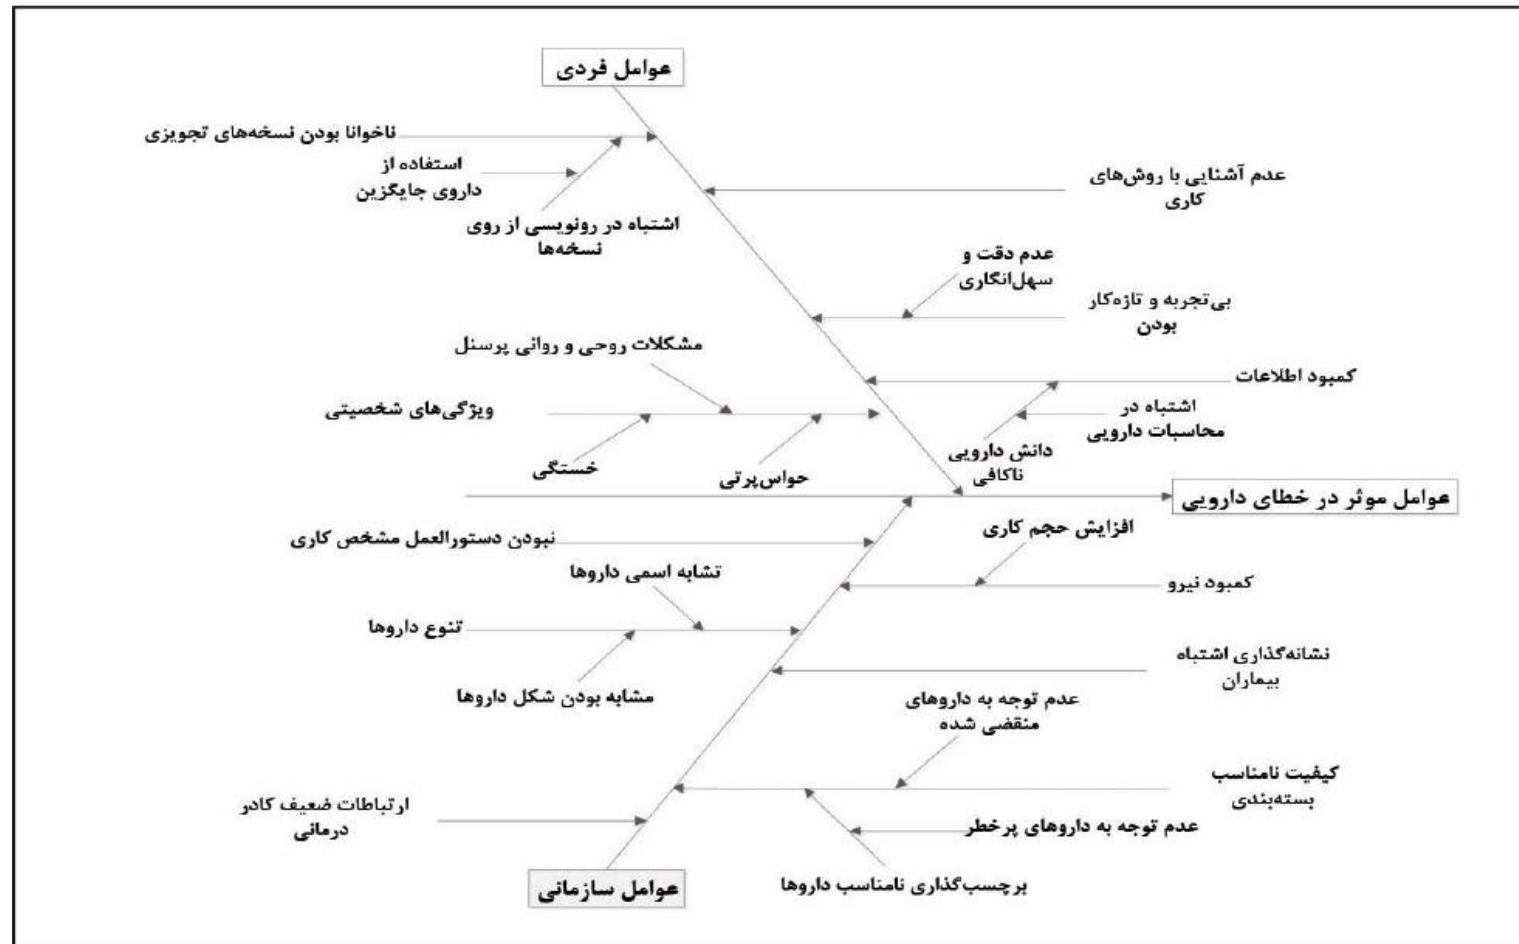 عوامل فردی
ناخوانا بودن نسخه‌های تجویزی
استفاده از
داروی جایگزین
اشتباه در رونویسی از روی
نسخه‌ها
عدم آشنایی با روش‌های
کاری
عدم دقت و
سهل‌انگاری
بی‌تجربه و تازه‌کار
بودن
مشکلات روحی و روانی پرسنل
ویژگی‌های شخصیتی
خستگی
حواس‌پرتی
کمبود اطلاعات
اشتباه در
محاسبات دارویی
دانش دارویی
ناکافی
عوامل موثر در خطای دارویی
نبودن دستورالعمل مشخص کاری
افزایش حجم کاری
کمبود نیرو
تشابه اسمی داروها
تنوع داروها
مشابه بودن شکل داروها
نشانه‌گذاری اشتباه
بیماران
عدم توجه به داروهای
منقضی شده
کیفیت نامناسب
بسته‌بندی
عدم توجه به داروهای پرخطر
برچسب‌گذاری نامناسب داروها
ارتباطات ضعیف کادر
درمانی
عوامل سازمانی